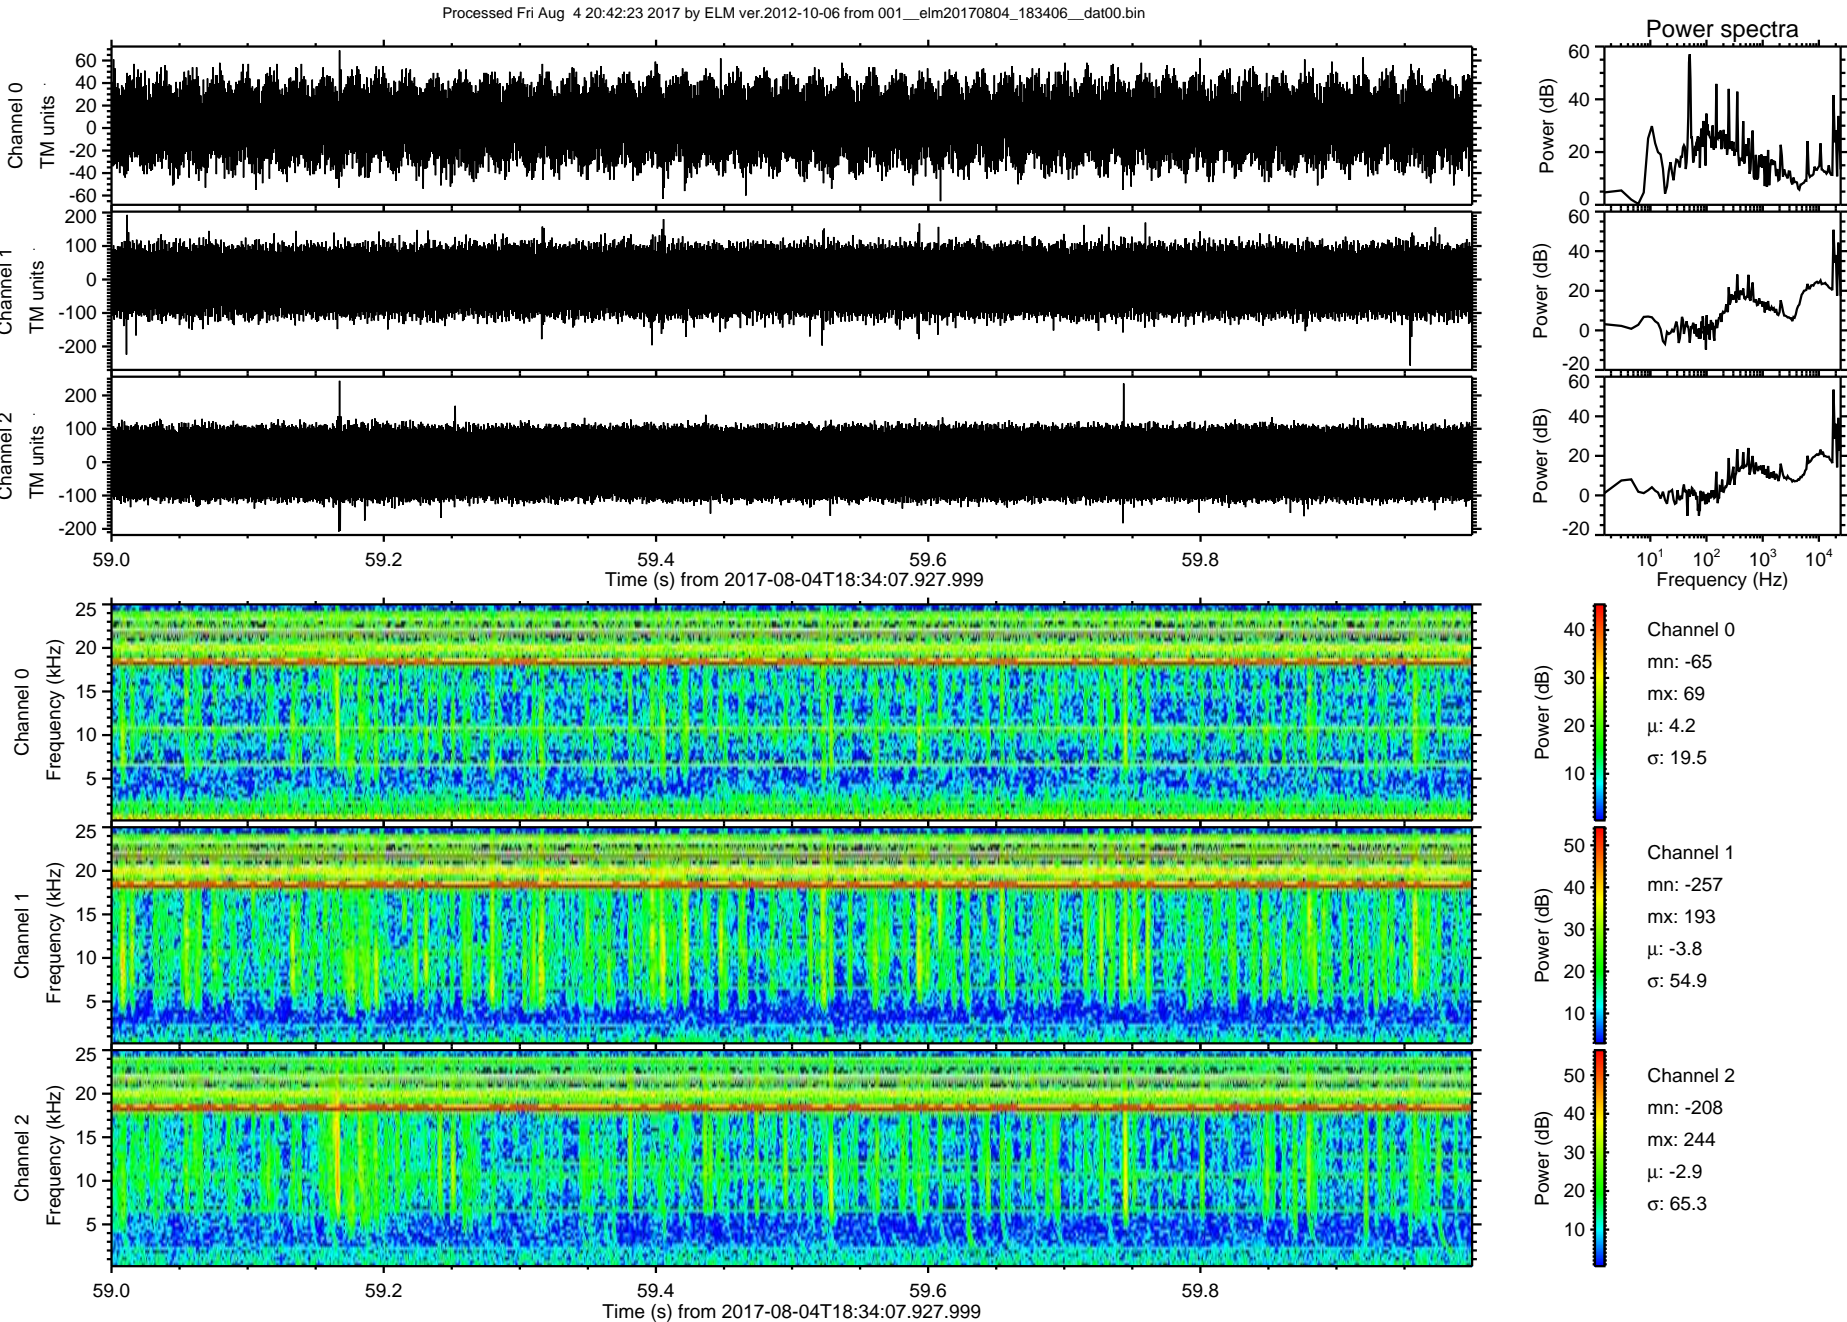 Processed Fri Aug 4 20:42:23 2017 by ELM ver.2012-10-06 from 001__elm20170804_183406__dat00.bin
Power spectra
Channel 0
TM units
60
40
20
0
-20
-40
-60
Power (dB)
60
40
20
0
Channel 1
TM units
200
100
0
-100
-200
Power (dB)
60
40
20
0
-20
Channel 2
TM units
200
100
0
-100
-200
Power (dB)
60
40
20
0
-20
59.0 59.2 59.4 59.6 59.8
Time (s) from 2017-08-04T18:34:07.927.999
10¹ 10² 10³ 10⁴
Frequency (Hz)
Channel 0
Frequency (kHz)
25
20
15
10
5
Power (dB)
40
30
20
10
Channel 0
mn: -65
mx: 69
μ: 4.2
σ: 19.5
Channel 1
Frequency (kHz)
25
20
15
10
5
Power (dB)
50
40
30
20
10
Channel 1
mn: -257
mx: 193
μ: -3.8
σ: 54.9
Channel 2
Frequency (kHz)
25
20
15
10
5
Power (dB)
50
40
30
20
10
Channel 2
mn: -208
mx: 244
μ: -2.9
σ: 65.3
59.0 59.2 59.4 59.6 59.8
Time (s) from 2017-08-04T18:34:07.927.999